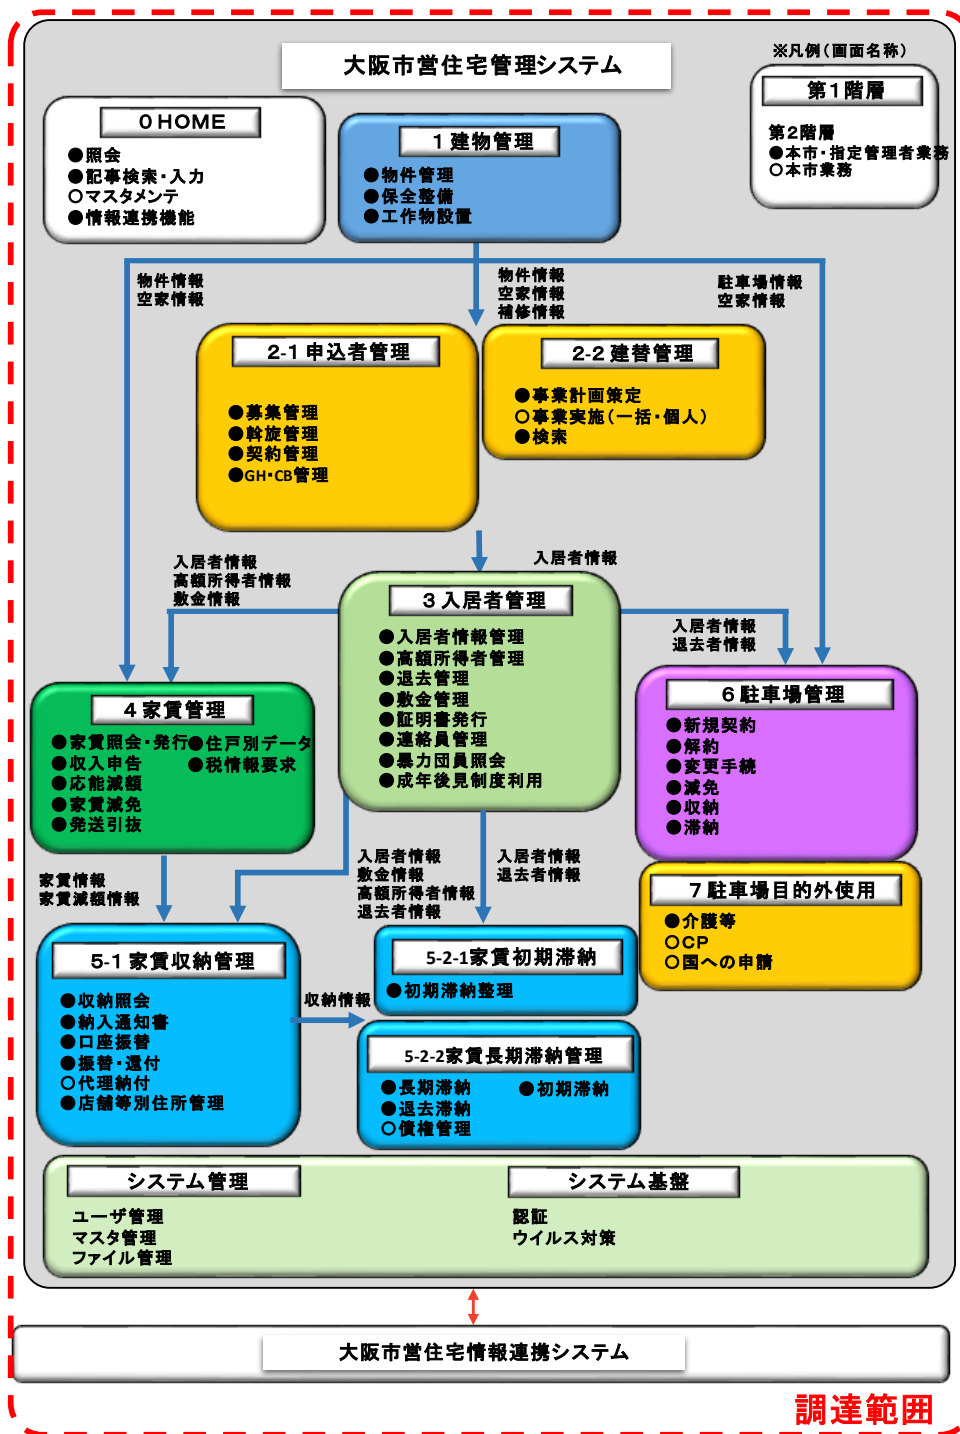 大阪市営住宅管理システム
※凡例（画面名称）
第１階層
第２階層
●本市・指定管理者業務
○本市業務
０ＨＯＭＥ
●照会
●記事検索・入力
○マスタメンテ
●情報連携機能
１建物管理
●物件管理
●保全整備
●工作物設置
物件情報
空家情報
物件情報
空家情報
補修情報
駐車場情報
空家情報
２-１申込者管理
●募集管理
●斡旋管理
●契約管理
●GH・CB管理
２-２建替管理
●事業計画策定
○事業実施（一括・個人）
●検索
入居者情報
高額所得者情報
敷金情報
入居者情報
３入居者管理
●入居者情報管理
●高額所得者管理
●退去管理
●敷金管理
●証明書発行
●連絡員管理
●暴力団員照会
●成年後見制度利用
入居者情報
退去者情報
４家賃管理
●家賃照会・発行
●収入申告
●応能減額
●家賃減免
●発送引抜
●住戸別データ
●税情報要求
６駐車場管理
●新規契約
●解約
●変更手続
●減免
●収納
●滞納
家賃情報
家賃減額情報
入居者情報
敷金情報
高額所得者情報
退去者情報
入居者情報
退去者情報
７駐車場目的外使用
●介護等
○ＣＰ
○国への申請
５-１家賃収納管理
●収納照会
●納入通知書
●口座振替
●振替・還付
○代理納付
●店舗等別住所管理
収納情報
5-2-1家賃初期滞納
●初期滞納整理
5-2-2家賃長期滞納管理
●長期滞納
●退去滞納
○債権管理
●初期滞納
システム管理
ユーザ管理
マスタ管理
ファイル管理
システム基盤
認証
ウイルス対策
大阪市営住宅情報連携システム
調達範囲